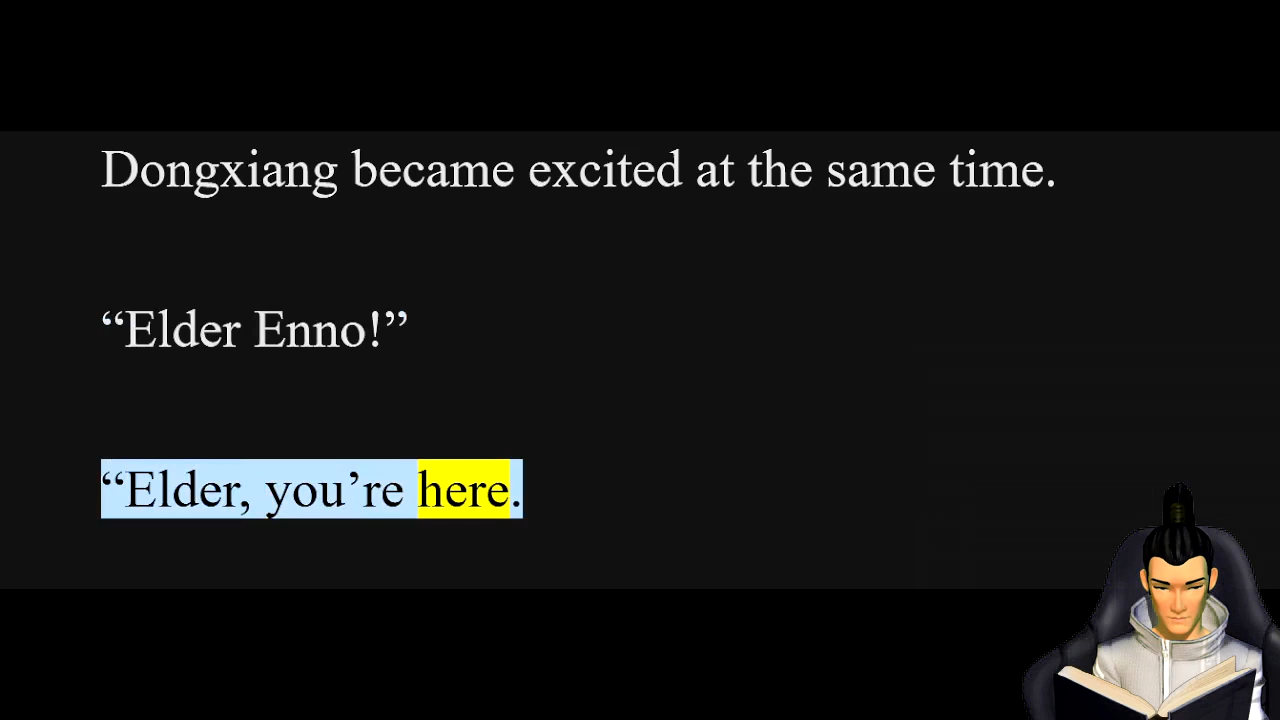 Dongxiang became excited at the same time.
“Elder Enno!”
“Elder, you’re here.